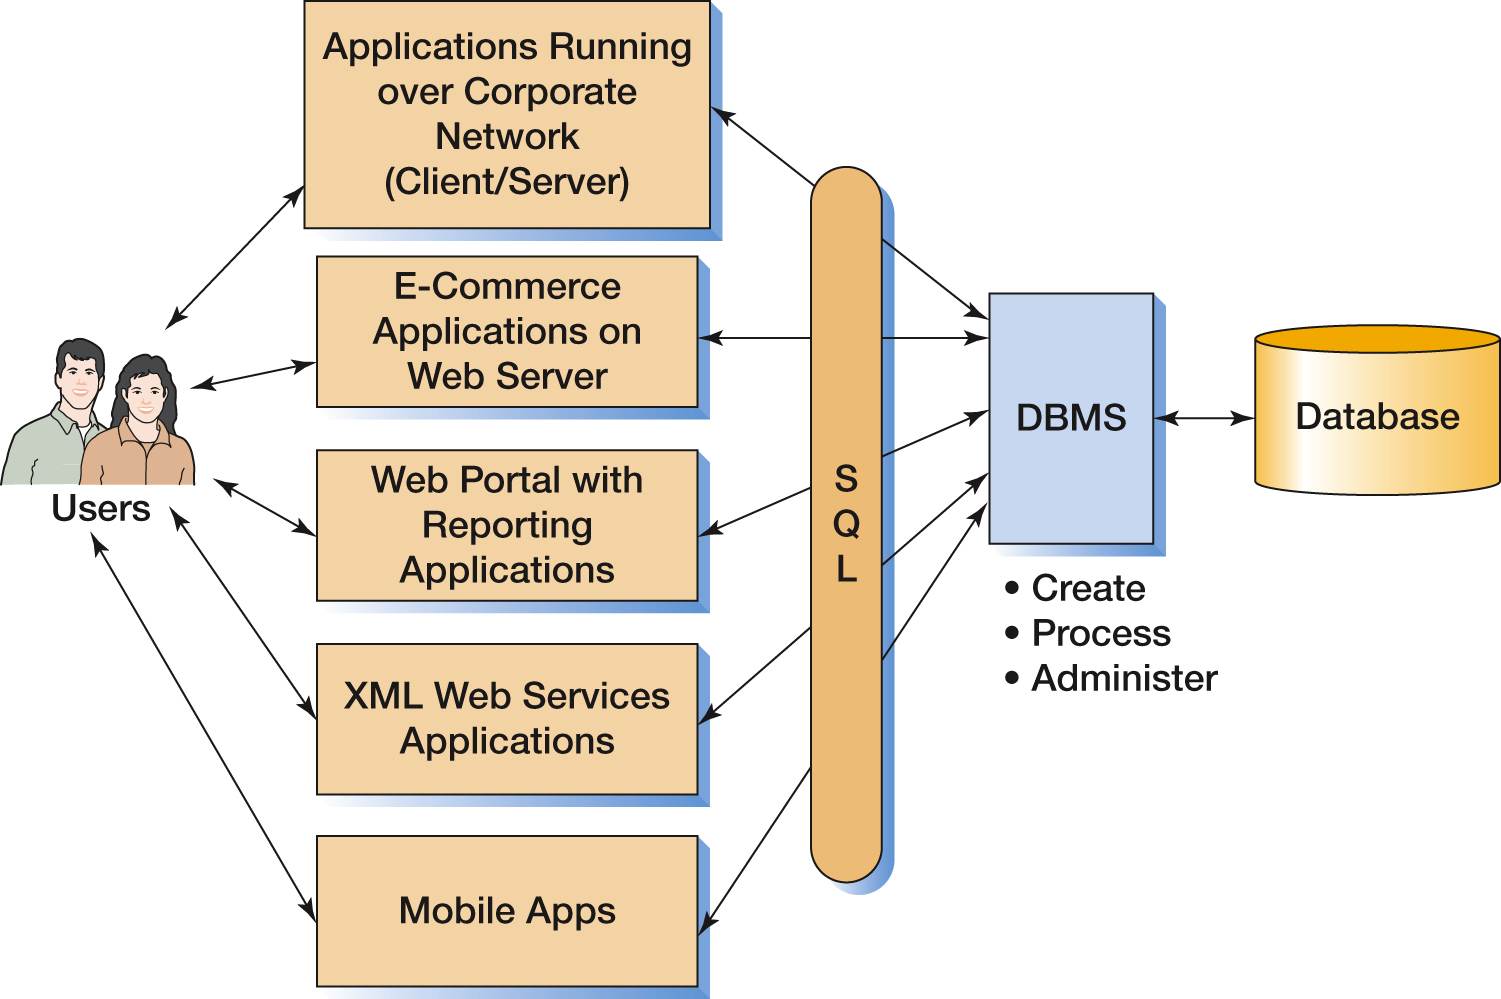 Applications Running
over Corporate
Network
(Client/Server)
E-Commerce
Applications on
Web Server
Web Portal with
Reporting
Applications
XML Web Services
Applications
Mobile Apps
Users
S
Q
L
DBMS
• Create
• Process
• Administer
Database